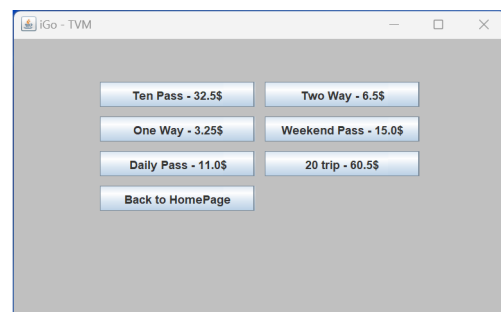 iGo - TVM
Ten Pass - 32.5$ Two Way - 6.5$
One Way - 3.25$ Weekend Pass - 15.0$
Daily Pass - 11.0$ 20 trip - 60.5$
Back to HomePage